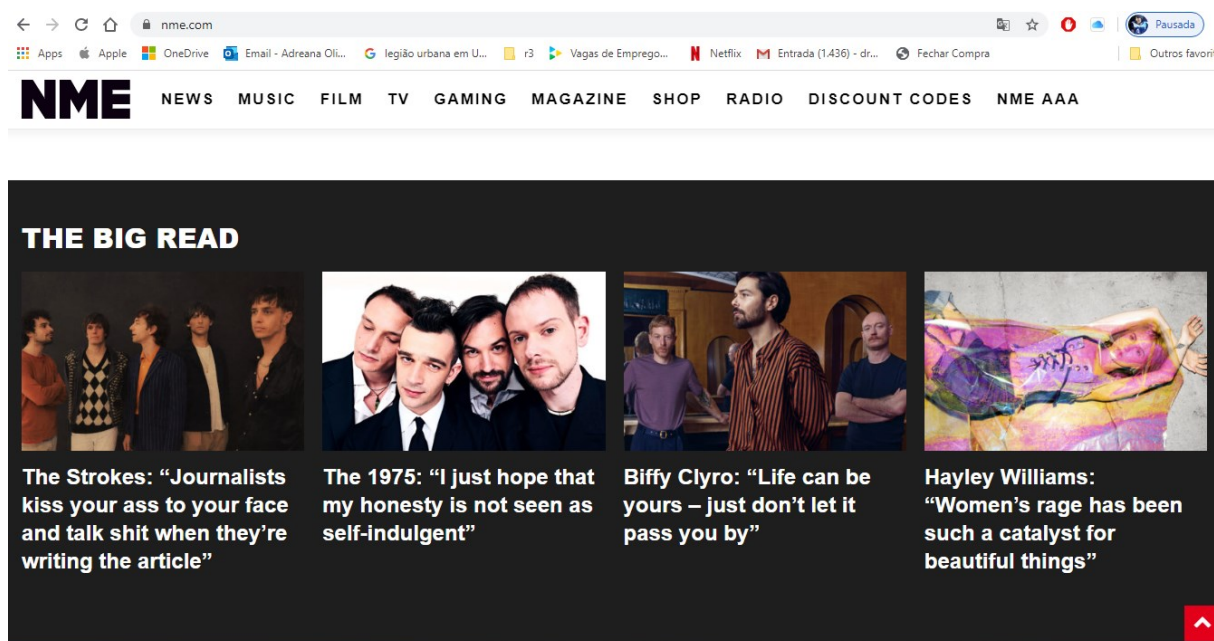 nme.com
Pausada
Apps Apple OneDrive Email - Adreana Oli... legião urbana em U... r3 Vagas de Emprego... Netflix Entrada (1.436) - dr... Fechar Compra Outros favorit
NME NEWS MUSIC FILM TV GAMING MAGAZINE SHOP RADIO DISCOUNT CODES NME AAA
THE BIG READ
The Strokes: “Journalists
kiss your ass to your face
and talk shit when they’re
writing the article”
The 1975: “I just hope that
my honesty is not seen as
self-indulgent”
Biffy Clyro: “Life can be
yours – just don’t let it
pass you by”
Hayley Williams:
“Women’s rage has been
such a catalyst for
beautiful things”